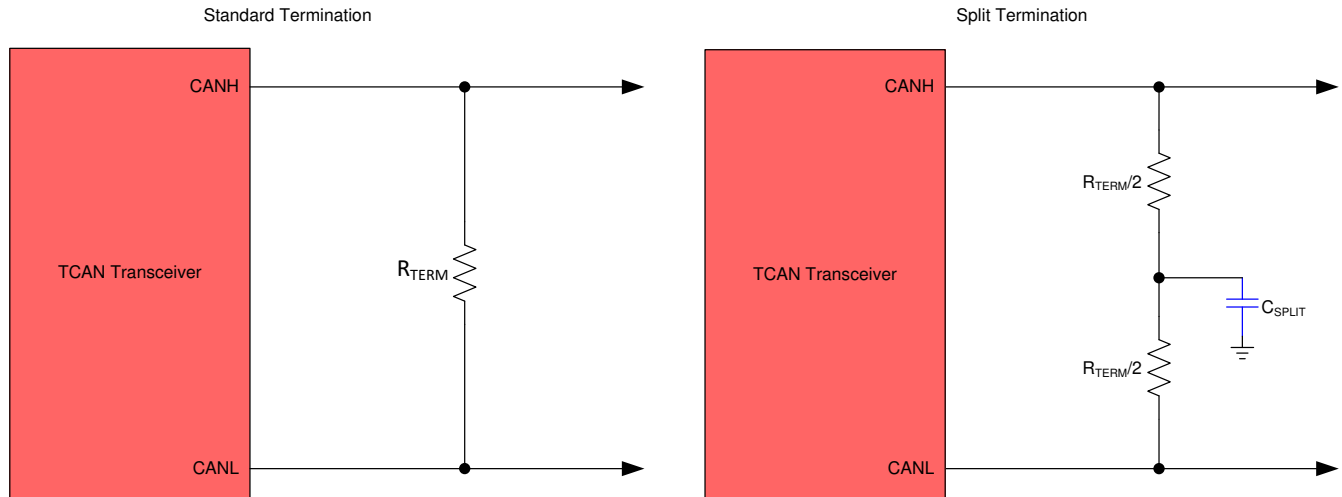 Standard Termination
CANH
TCAN Transceiver
RTERM
CANL
Split Termination
CANH
RTERM/2
TCAN Transceiver
CSPLIT
RTERM/2
CANL